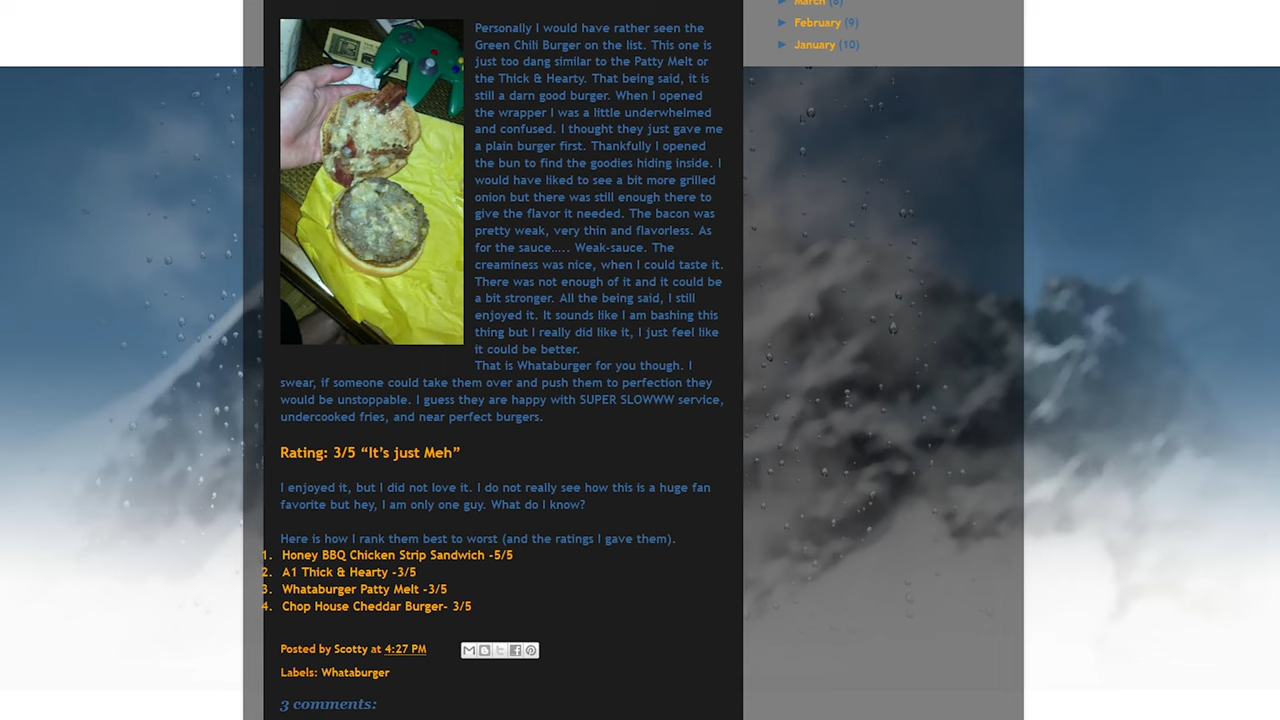 March (8)
► February (9)
► January (10)
Personally I would have rather seen the
Green Chili Burger on the list. This one is
just too dang similar to the Patty Melt or
the Thick & Hearty. That being said, it is
still a darn good burger. When I opened
the wrapper I was a little underwhelmed
and confused. I thought they just gave me
a plain burger first. Thankfully I opened
the bun to find the goodies hiding inside. I
would have liked to see a bit more grilled
onion but there was still enough there to
give the flavor it needed. The bacon was
pretty weak, very thin and flavorless. As
for the sauce….. Weak-sauce. The
creaminess was nice, when I could taste it.
There was not enough of it and it could be
a bit stronger. All the being said, I still
enjoyed it. It sounds like I am bashing this
thing but I really did like it, I just feel like
it could be better.
That is Whataburger for you though. I
swear, if someone could take them over and push them to perfection they
would be unstoppable. I guess they are happy with SUPER SLOWWW service,
undercooked fries, and near perfect burgers.
Rating: 3/5 “It’s just Meh”
I enjoyed it, but I did not love it. I do not really see how this is a huge fan
favorite but hey, I am only one guy. What do I know?
Here is how I rank them best to worst (and the ratings I gave them).
1. Honey BBQ Chicken Strip Sandwich -5/5
2. A1 Thick & Hearty -3/5
3. Whataburger Patty Melt -3/5
4. Chop House Cheddar Burger- 3/5
Posted by Scotty at 4:27 PM
Labels: Whataburger
3 comments: